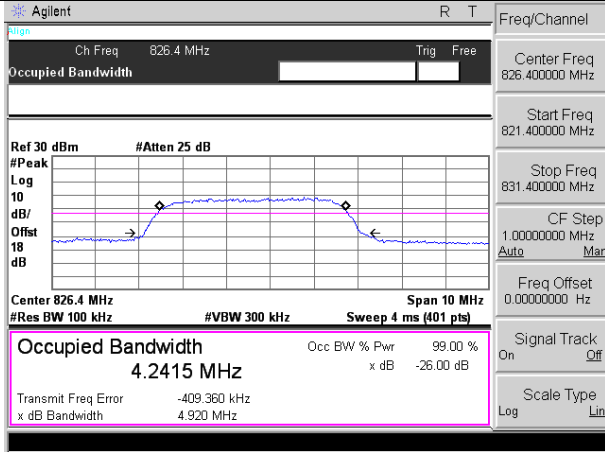 Agilent R T
Align
Ch Freq 826.4 MHz Trig Free
Occupied Bandwidth
Ref 30 dBm #Atten 25 dB
#Peak
Log
10
dB/
Offst
18
dB
Center 826.4 MHz Span 10 MHz
#Res BW 100 kHz #VBW 300 kHz Sweep 4 ms (401 pts)
Occupied Bandwidth Occ BW % Pwr 99.00 %
4.2415 MHz x dB -26.00 dB
Transmit Freq Error -409.360 kHz
x dB Bandwidth 4.920 MHz
Freq/Channel
Center Freq
826.400000 MHz
Start Freq
821.400000 MHz
Stop Freq
831.400000 MHz
CF Step
1.00000000 MHz
Auto Man
Freq Offset
0.00000000 Hz
Signal Track
On Off
Scale Type
Log Lin